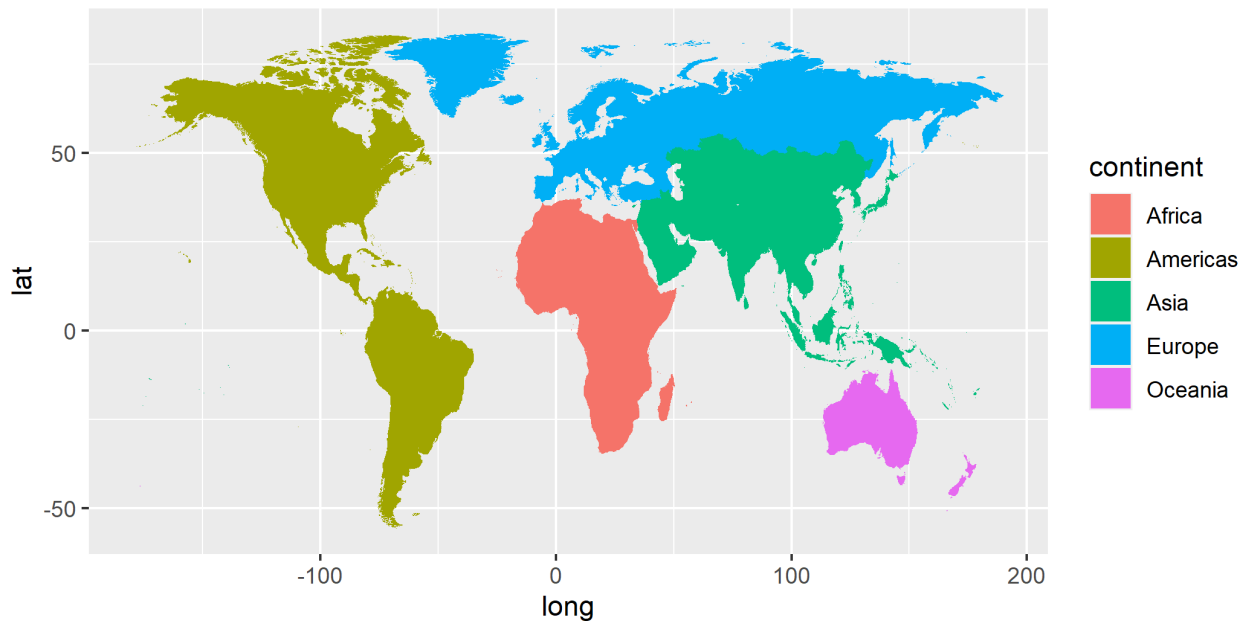 lat
50
0
-50
-100
0
100
200
long
continent
Africa
Americas
Asia
Europe
Oceania